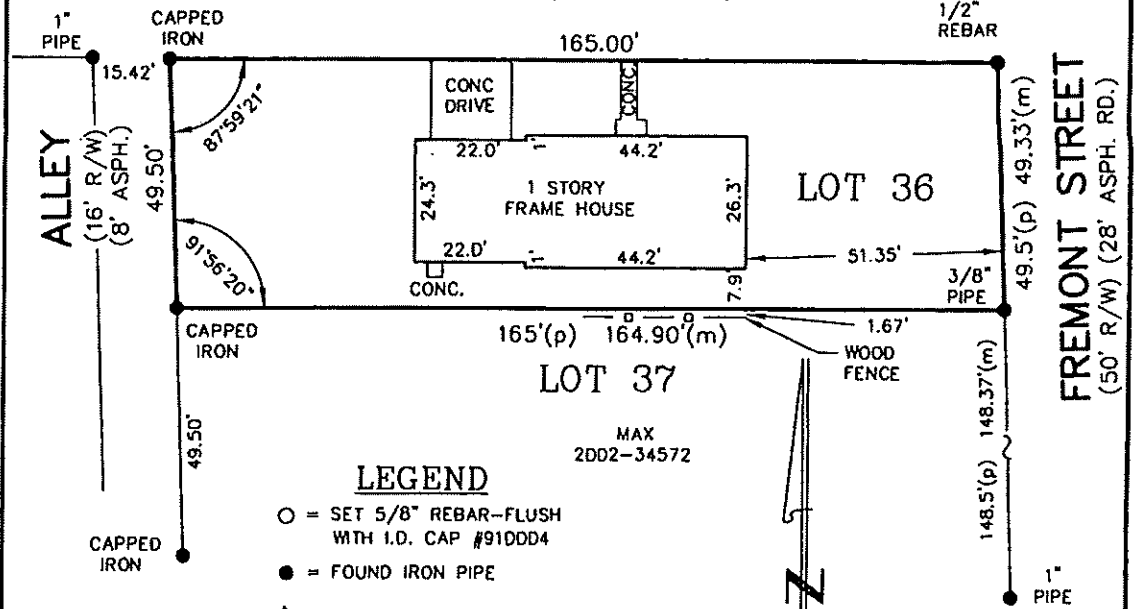 1"
PIPE
CAPPED
IRON
165.00'
1/2"
REBAR
15.42'
87°59'21"
CONC
DRIVE
CONC
ALLEY
(16' R/W)
(8' ASPH.)
49.50'
22.0'
1'
44.2'
24.3'
1 STORY
FRAME HOUSE
26.3'
LOT 36
49.5'(p) 49.33'(m)
FREMONT STREET
(50' R/W) (28' ASPH. RD.)
91°56'20"
22.0'
1'
44.2'
51.35'
CONC.
7.9'
3/8"
PIPE
CAPPED
IRON
165'(p) 164.90'(m)
1.67'
WOOD
FENCE
LOT 37
49.50'
MAX
2DD2-34572
148.5'(p) 148.37'(m)
LEGEND
○ = SET 5/8" REBAR-FLUSH
WITH I.D. CAP #91DDD4
CAPPED
IRON
● = FOUND IRON PIPE
N
1"
PIPE